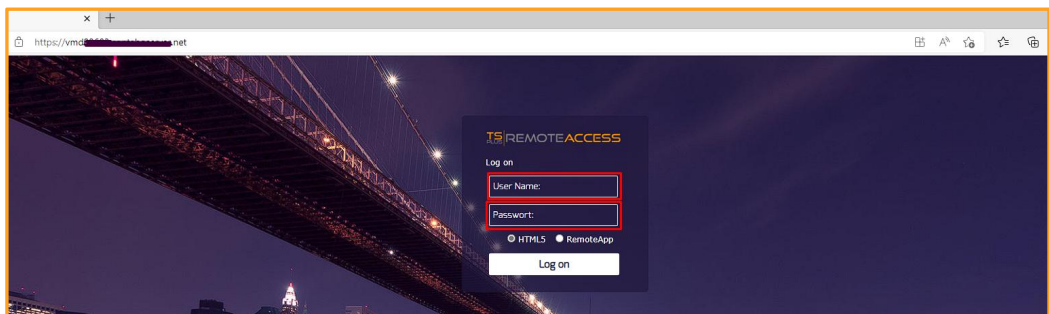 https://vmd
.net
TS PLUS REMOTEACCESS
Log on
User Name:
Passwort:
HTML5 RemoteApp
Log on